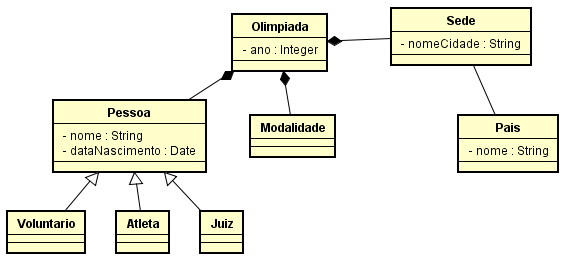 Olimpiada
- ano : Integer
Sede
- nomeCidade : String
Pessoa
- nome : String
- dataNascimento : Date
Modalidade
Pais
- nome : String
Voluntario
Atleta
Juiz